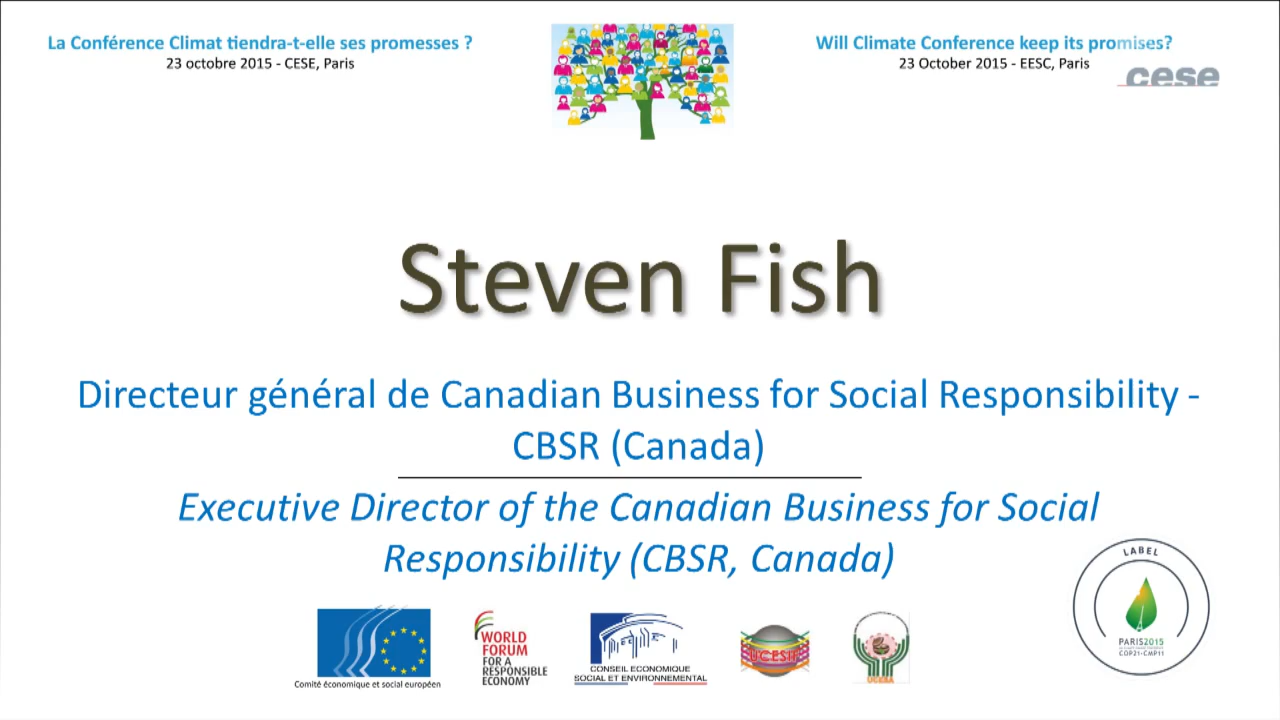 La Conférence Climat tiendra-t-elle ses promesses ?
23 octobre 2015 - CESE, Paris
Will Climate Conference keep its promises?
23 October 2015 - EESC, Paris
cese
Steven Fish
Directeur général de Canadian Business for Social Responsibility -
CBSR (Canada)
Executive Director of the Canadian Business for Social
Responsibility (CBSR, Canada)
LABEL
PARIS2015
COP21-CMP11
Comité économique et social européen
WORLD
FORUM
FOR A
RESPONSIBLE
ECONOMY
CONSEIL ECONOMIQUE
SOCIAL ET ENVIRONNEMENTAL
UCESIF